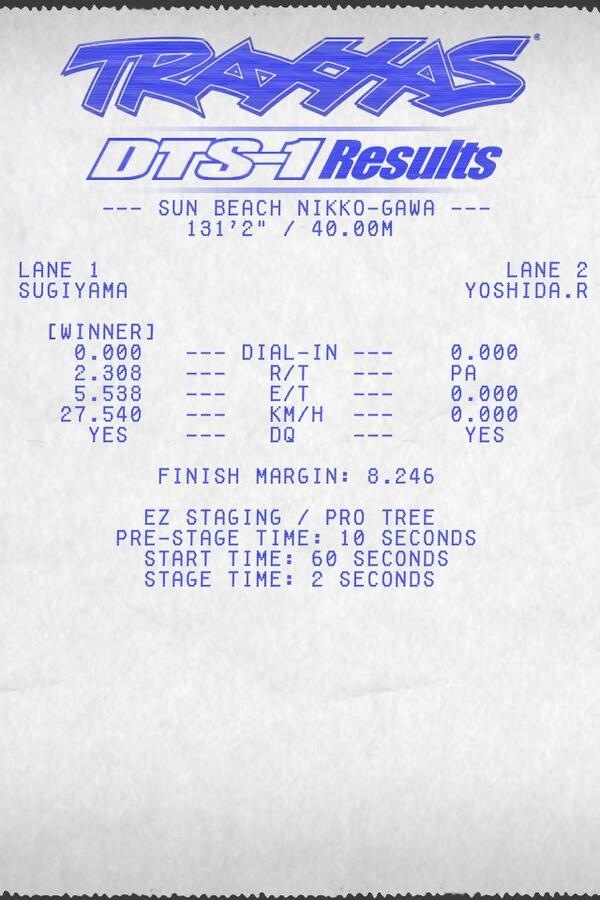 TRAXXAS®
DTS-1 Results
--- SUN BEACH NIKKO-GAWA ---
131'2" / 40.00M
LANE 1 LANE 2
SUGIYAMA YOSHIDA.R
[WINNER]
0.000 --- DIAL-IN --- 0.000
2.308 --- R/T --- PA
5.538 --- E/T --- 0.000
27.540 --- KM/H --- 0.000
YES --- DQ --- YES
FINISH MARGIN: 8.246
EZ STAGING / PRO TREE
PRE-STAGE TIME: 10 SECONDS
START TIME: 60 SECONDS
STAGE TIME: 2 SECONDS